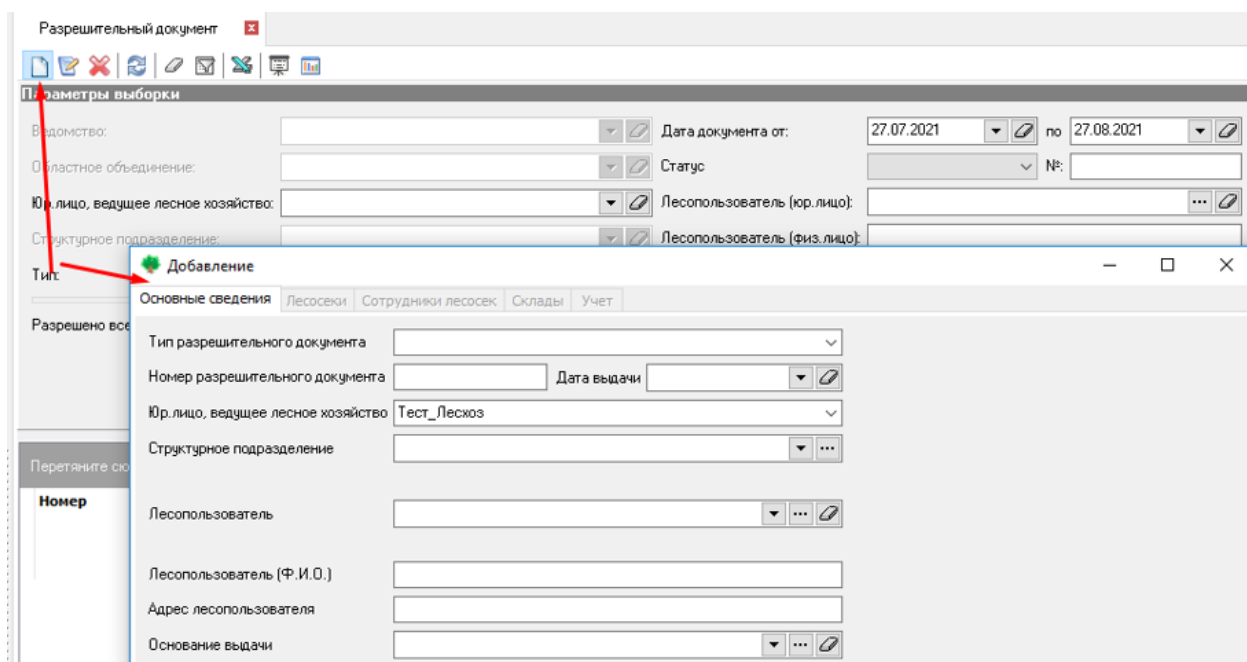 Разрешительный документ
Параметры выборки
Ведомство:
Дата документа от: 27.07.2021 по 27.08.2021
Областное объединение:
Статус №:
Юр.лицо, ведущее лесное хозяйство:
Лесопользователь (юр.лицо):
Структурное подразделение:
Лесопользователь (физ.лицо):
Тип:
Добавление
Основные сведения Лесосеки Сотрудники лесосек Склады Учет
Разрешено все
Тип разрешительного документа
Номер разрешительного документа Дата выдачи
Юр.лицо, ведущее лесное хозяйство Тест_Лесхоз
Структурное подразделение
Перетяните сю
Номер
Лесопользователь
Лесопользователь (Ф.И.О.)
Адрес лесопользователя
Основание выдачи